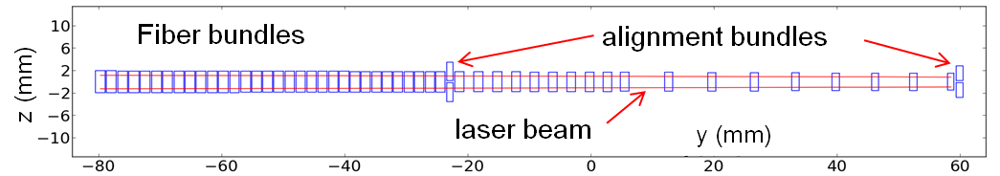 10
6
2
−2
−6
−10
z (mm)
Fiber bundles
alignment bundles
laser beam
y (mm)
−80
−60
−40
−20
0
20
40
60